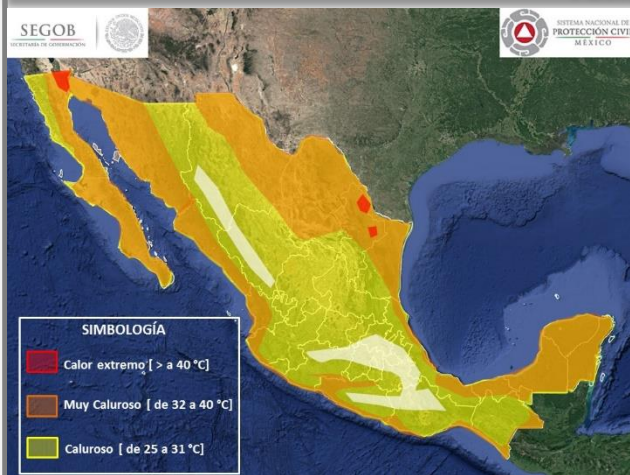 SEGOB
SECRETARÍA DE GOBERNACIÓN
SISTEMA NACIONAL DE
PROTECCIÓN CIVIL
MÉXICO
SIMBOLOGÍA
Calor extremo [ > a 40 °C]
Muy Caluroso [ de 32 a 40 °C]
Caluroso [ de 25 a 31 °C]